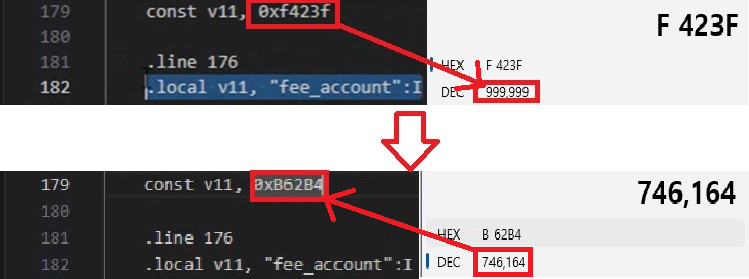 179 const v11, 0xf423f
180
181 .line 176
182 .local v11, "fee_account":I
F 423F
HEX F 423F
DEC 999,999
179 const v11, 0xB62B4
180
181 .line 176
182 .local v11, "fee_account":I
746,164
HEX B 62B4
DEC 746,164